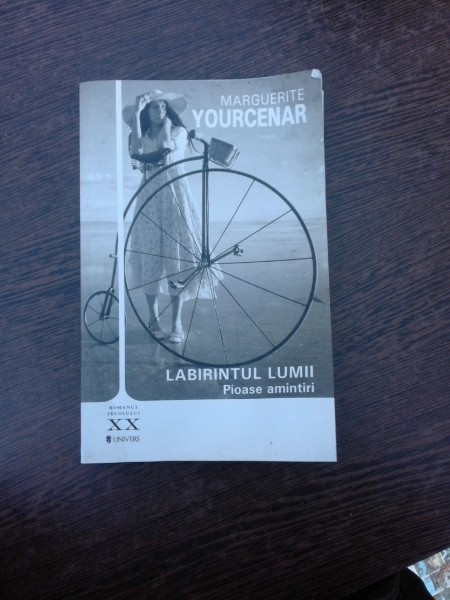 MARGUERITE
YOURCENAR
LABIRINTUL LUMII
Pioase amintiri
ROMANUL
SECOLULUI
XX
UNIVERS